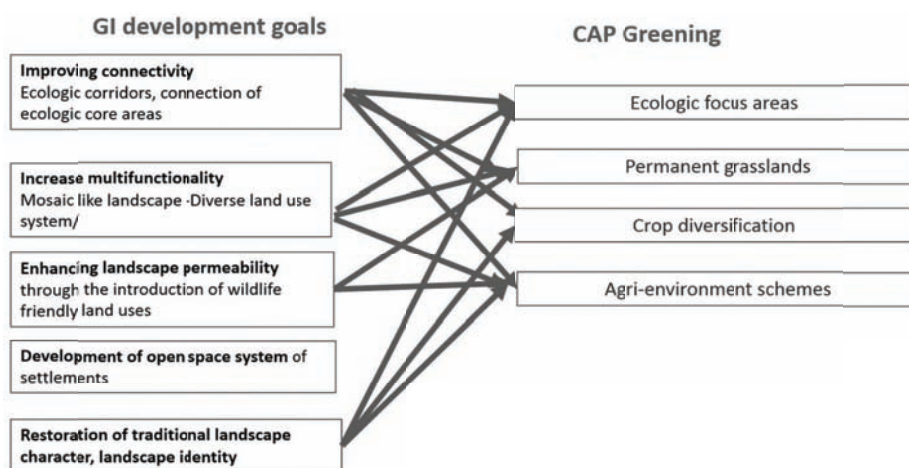 GI development goals
CAP Greening
Improving connectivity
Ecologic corridors, connection of
ecologic core areas
Increase multifunctionality
Mosaic like landscape -Diverse land use
system/
Enhancing landscape permeability
through the introduction of wildlife
friendly land uses
Development of open space system of
settlements
Restoration of traditional landscape
character, landscape identity
Ecologic focus areas
Permanent grasslands
Crop diversification
Agri-environment schemes